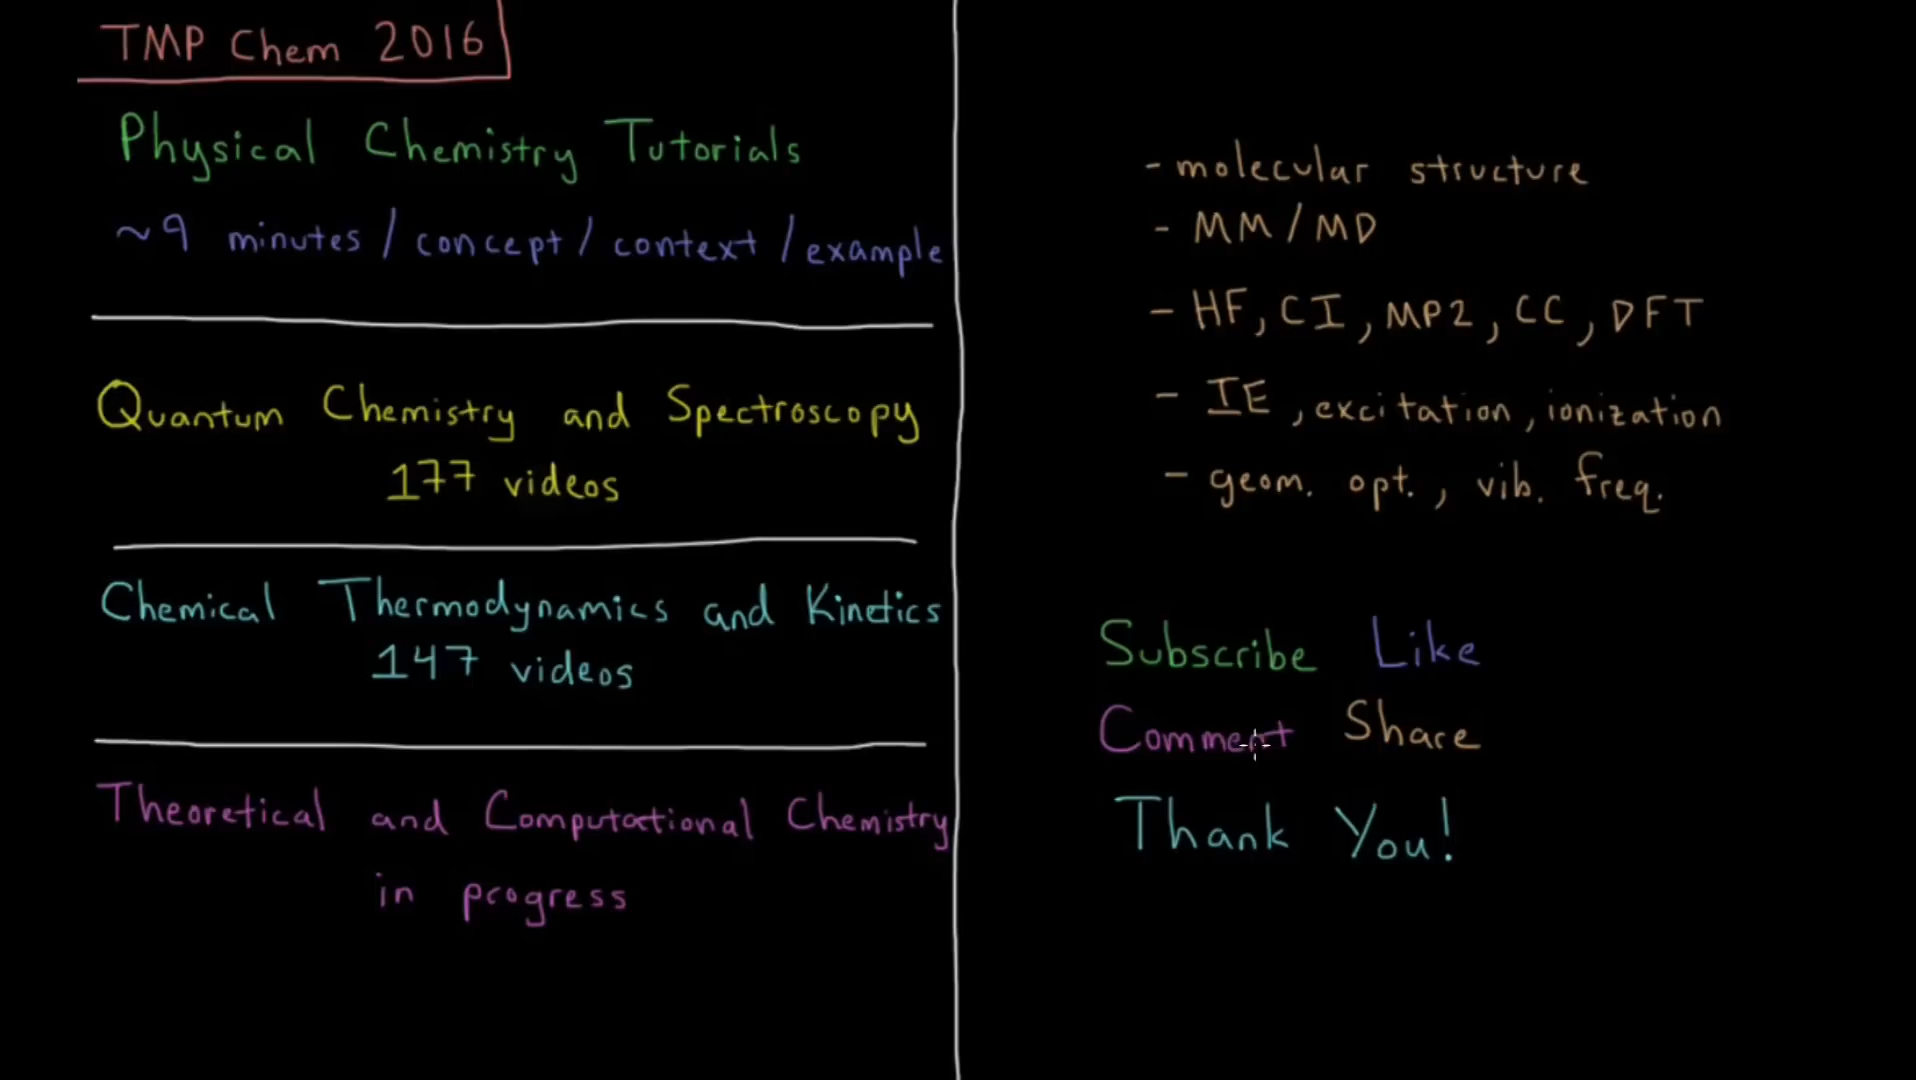 TMP Chem 2016
Physical Chemistry Tutorials
~9 minutes / concept / context / example
Quantum Chemistry and Spectroscopy
177 videos
Chemical Thermodynamics and Kinetics
147 videos
Theoretical and Computational Chemistry
in progress
- molecular structure
- MM / MD
- HF, CI, MP2, CC, DFT
- IE, excitation, ionization
- geom. opt., vib. freq.
Subscribe Like
Comment Share
Thank You!